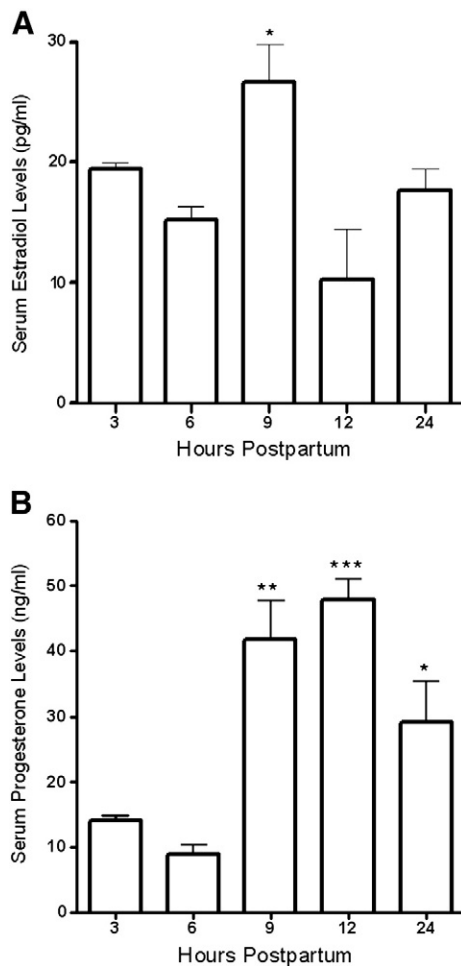 A
Serum Estradiol Levels (pg/ml)
30
20
10
0
*
3 6 9 12 24
Hours Postpartum
B
Serum Progesterone Levels (ng/ml)
60
50
40
30
20
10
0
** *** *
3 6 9 12 24
Hours Postpartum